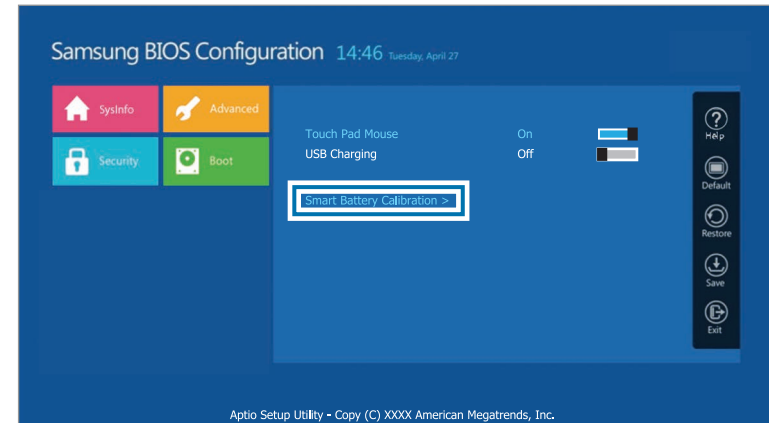 Samsung BIOS Configuration 14:46 Tuesday, April 27
SysInfo
Advanced
Security
Boot
Touch Pad Mouse On
USB Charging Off
Smart Battery Calibration >
Help
Default
Restore
Save
Exit
Aptio Setup Utility - Copy (C) XXXX American Megatrends, Inc.